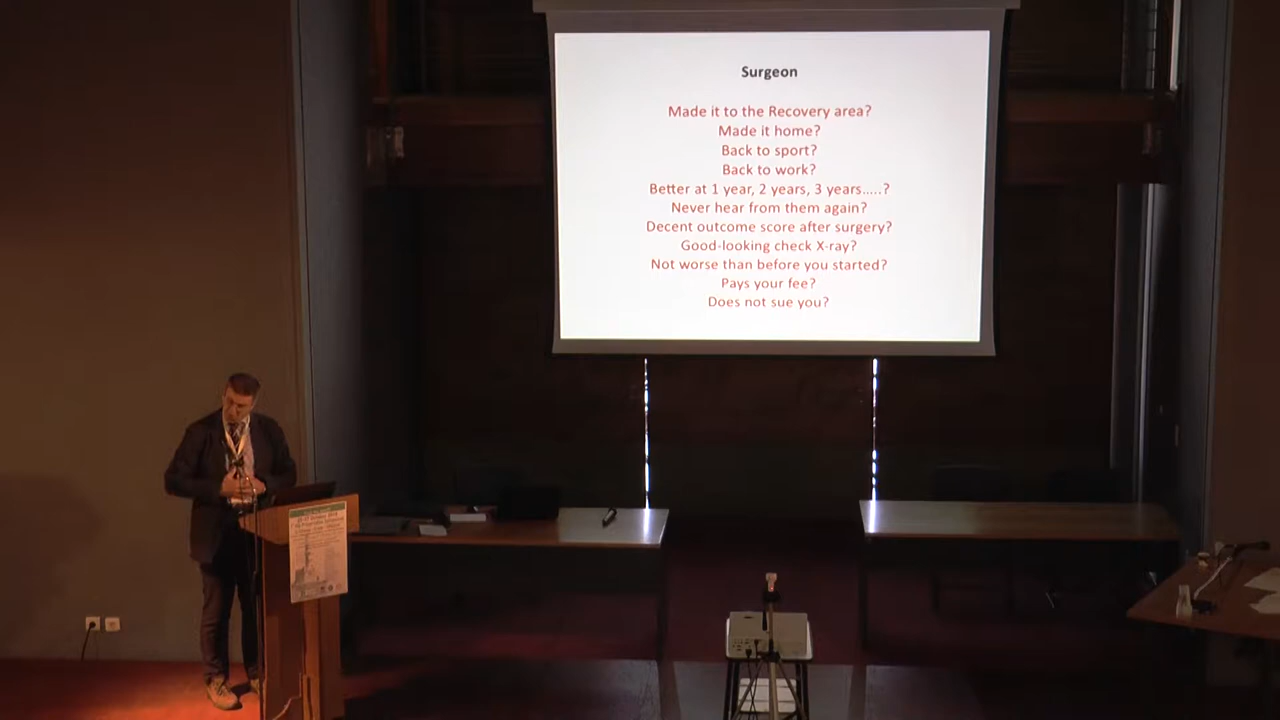 Surgeon
Made it to the Recovery area?
Made it home?
Back to sport?
Back to work?
Better at 1 year, 2 years, 3 years.....?
Never hear from them again?
Decent outcome score after surgery?
Good-looking check X-ray?
Not worse than before you started?
Pays your fee?
Does not sue you?